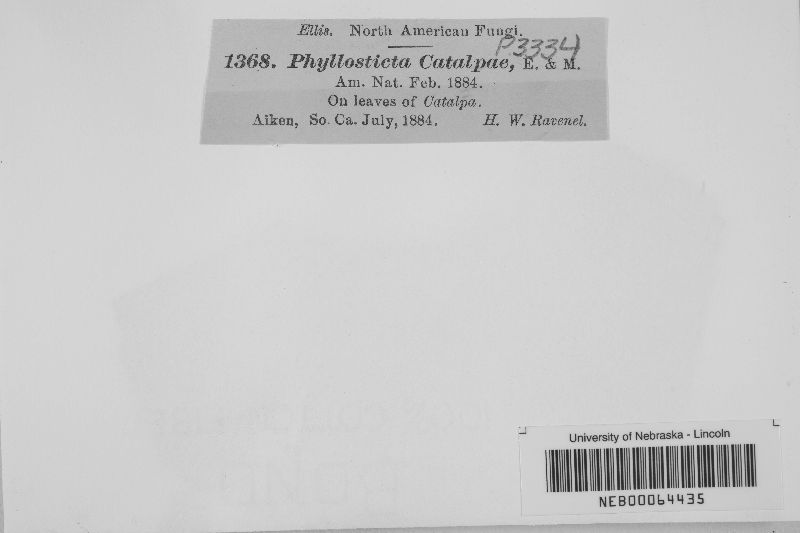 Ellis. North American Fungi.
P3334
1368. Phyllosticta Catalpae, E. & M.
Am. Nat. Feb. 1884.
On leaves of Catalpa.
Aiken, So. Ca. July, 1884. H. W. Ravenel.
University of Nebraska - Lincoln
NEB00064435